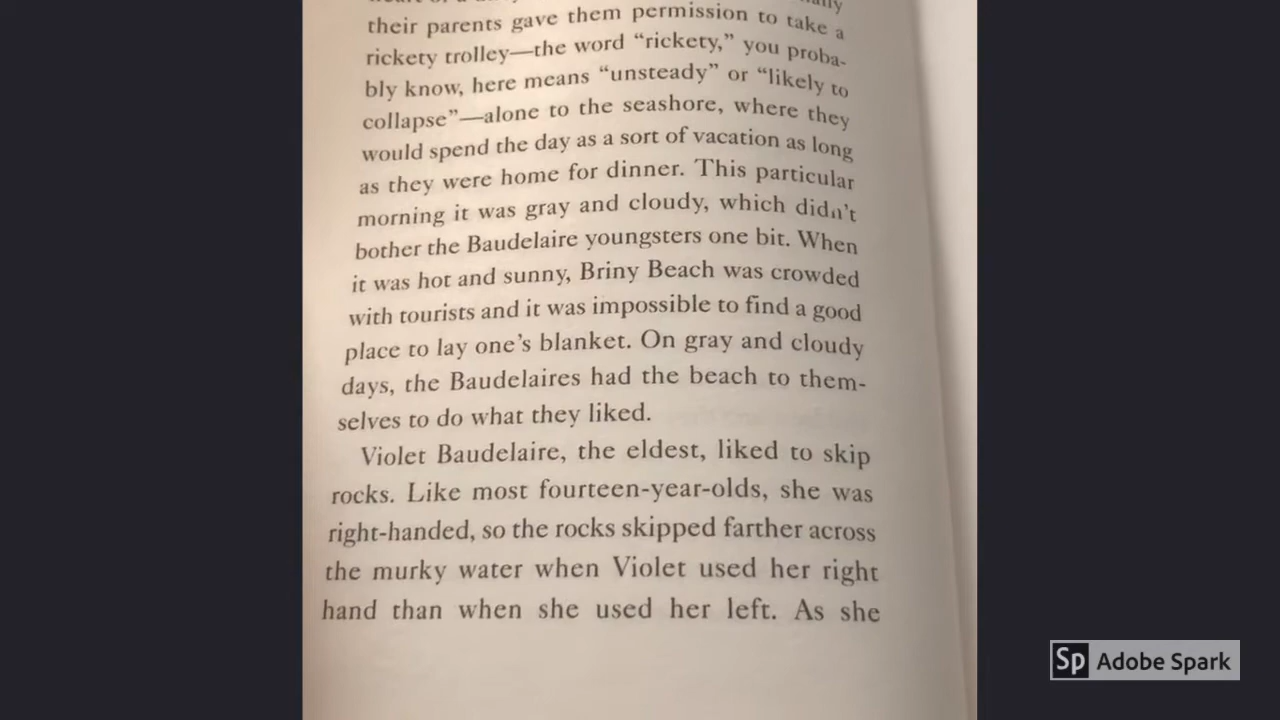 their parents gave them permission to take a
rickety trolley—the word “rickety,” you proba-
bly know, here means “unsteady” or “likely to
collapse”—alone to the seashore, where they
would spend the day as a sort of vacation as long
as they were home for dinner. This particular
morning it was gray and cloudy, which didn’t
bother the Baudelaire youngsters one bit. When
it was hot and sunny, Briny Beach was crowded
with tourists and it was impossible to find a good
place to lay one’s blanket. On gray and cloudy
days, the Baudelaires had the beach to them-
selves to do what they liked.
Violet Baudelaire, the eldest, liked to skip
rocks. Like most fourteen-year-olds, she was
right-handed, so the rocks skipped farther across
the murky water when Violet used her right
hand than when she used her left. As she
Sp Adobe Spark